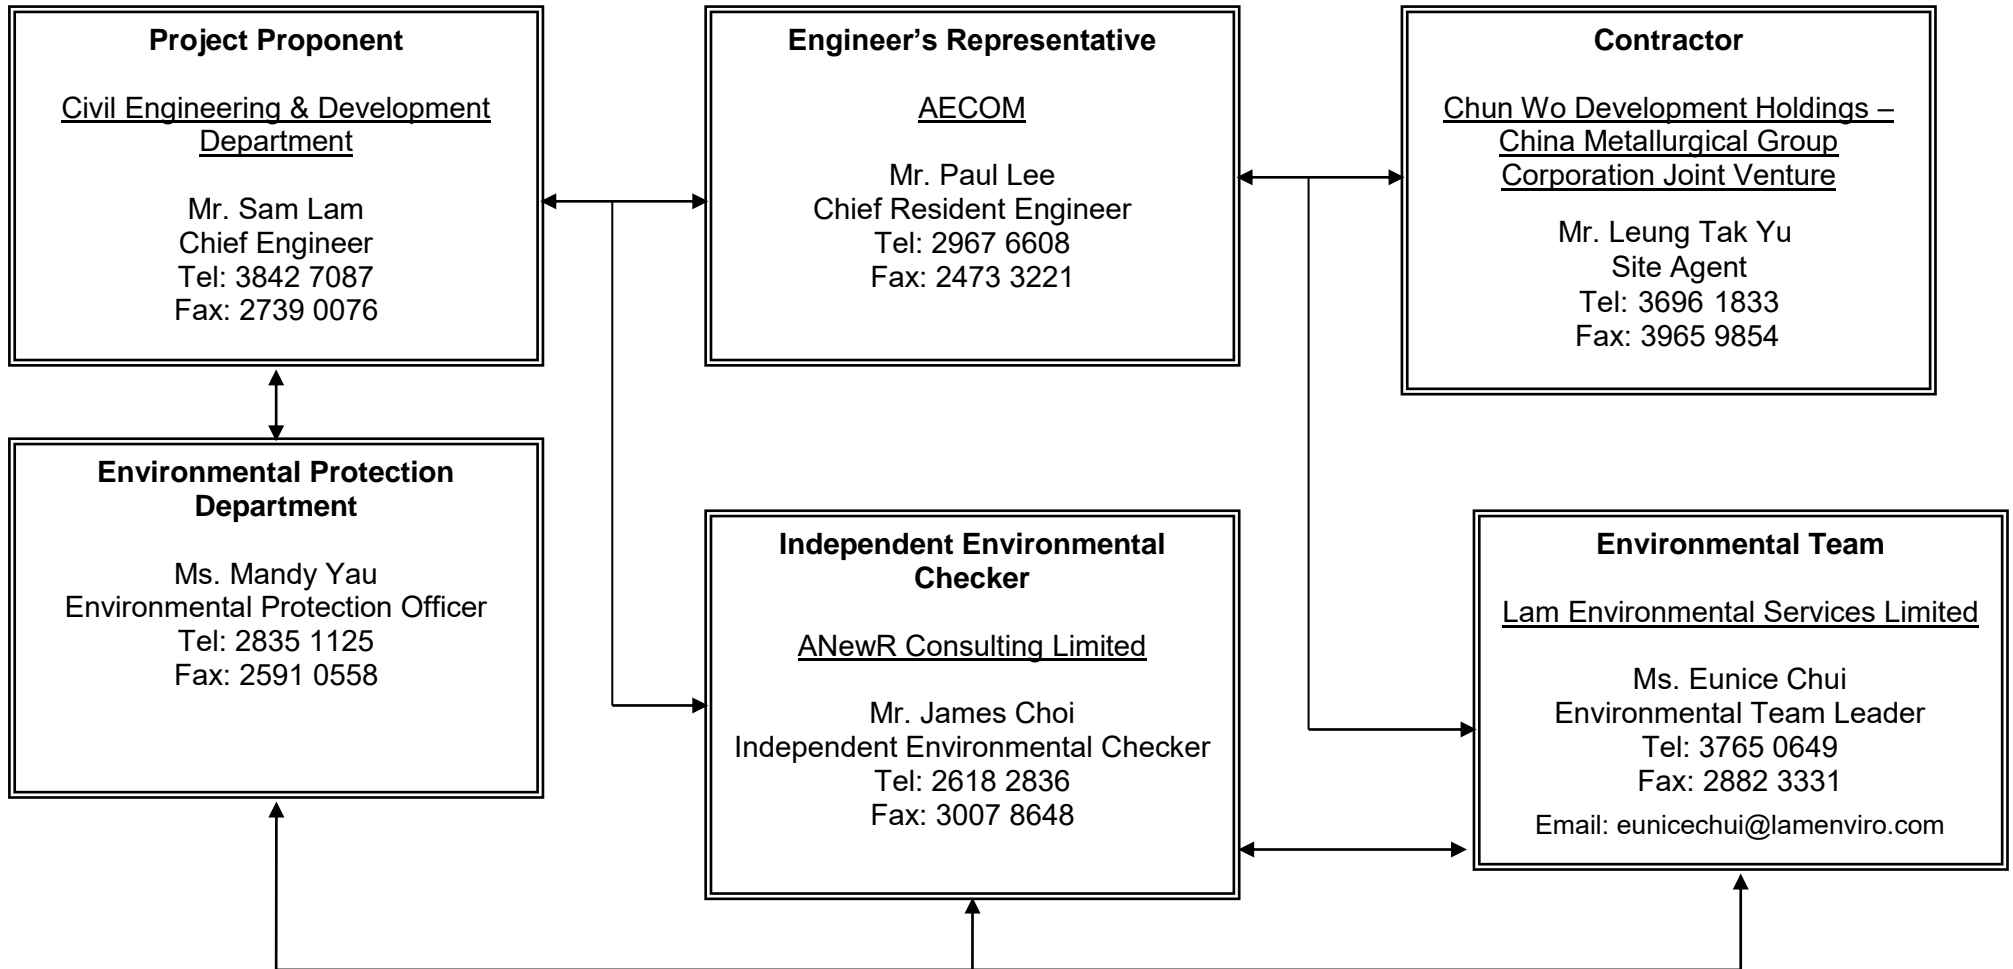 Project Proponent
Civil Engineering & Development
Department
Mr. Sam Lam
Chief Engineer
Tel: 3842 7087
Fax: 2739 0076
Engineer’s Representative
AECOM
Mr. Paul Lee
Chief Resident Engineer
Tel: 2967 6608
Fax: 2473 3221
Contractor
Chun Wo Development Holdings –
China Metallurgical Group
Corporation Joint Venture
Mr. Leung Tak Yu
Site Agent
Tel: 3696 1833
Fax: 3965 9854
Environmental Protection
Department
Ms. Mandy Yau
Environmental Protection Officer
Tel: 2835 1125
Fax: 2591 0558
Independent Environmental
Checker
ANewR Consulting Limited
Mr. James Choi
Independent Environmental Checker
Tel: 2618 2836
Fax: 3007 8648
Environmental Team
Lam Environmental Services Limited
Ms. Eunice Chui
Environmental Team Leader
Tel: 3765 0649
Fax: 2882 3331
Email: eunicechui@lamenviro.com